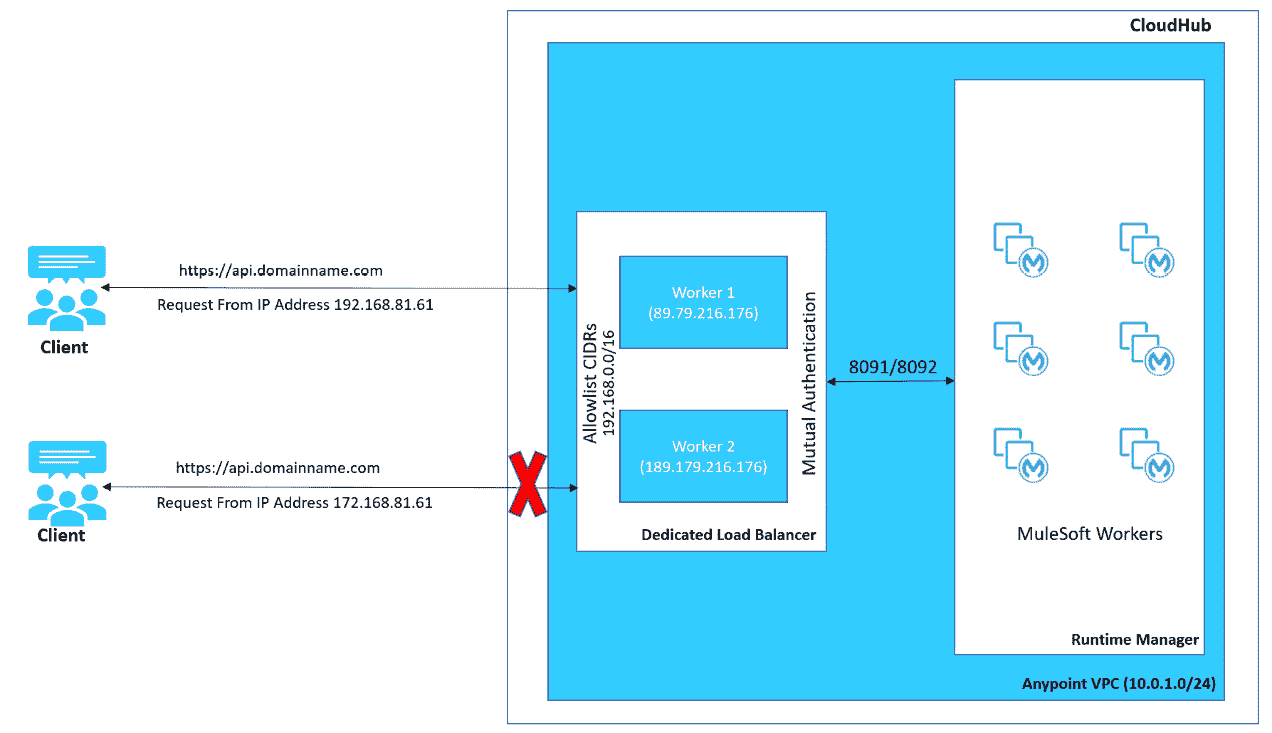 CloudHub
https://api.domainname.com
Request From IP Address 192.168.81.61
Client
https://api.domainname.com
Request From IP Address 172.168.81.61
Client
Allowlist CIDRs
192.168.0.0/16
Worker 1
(89.79.216.176)
Worker 2
(189.179.216.176)
Mutual Authentication
Dedicated Load Balancer
8091/8092
MuleSoft Workers
Runtime Manager
Anypoint VPC (10.0.1.0/24)